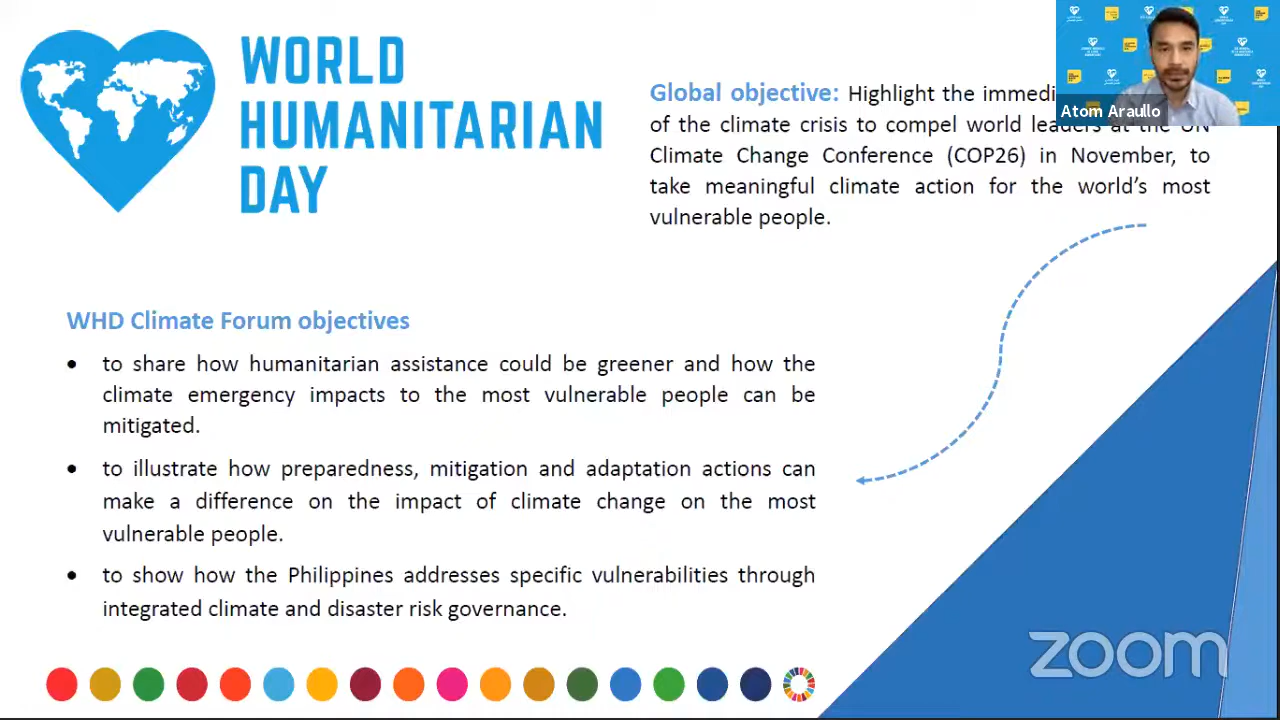 WORLD
HUMANITARIAN
DAY
Global objective: Highlight the immedi
of the climate crisis to compel world leaders at the UN
Climate Change Conference (COP26) in November, to
take meaningful climate action for the world's most
vulnerable people.
Atom Araullo
WHD Climate Forum objectives
• to share how humanitarian assistance could be greener and how the
climate emergency impacts to the most vulnerable people can be
mitigated.
• to illustrate how preparedness, mitigation and adaptation actions can
make a difference on the impact of climate change on the most
vulnerable people.
• to show how the Philippines addresses specific vulnerabilities through
integrated climate and disaster risk governance.
zoom